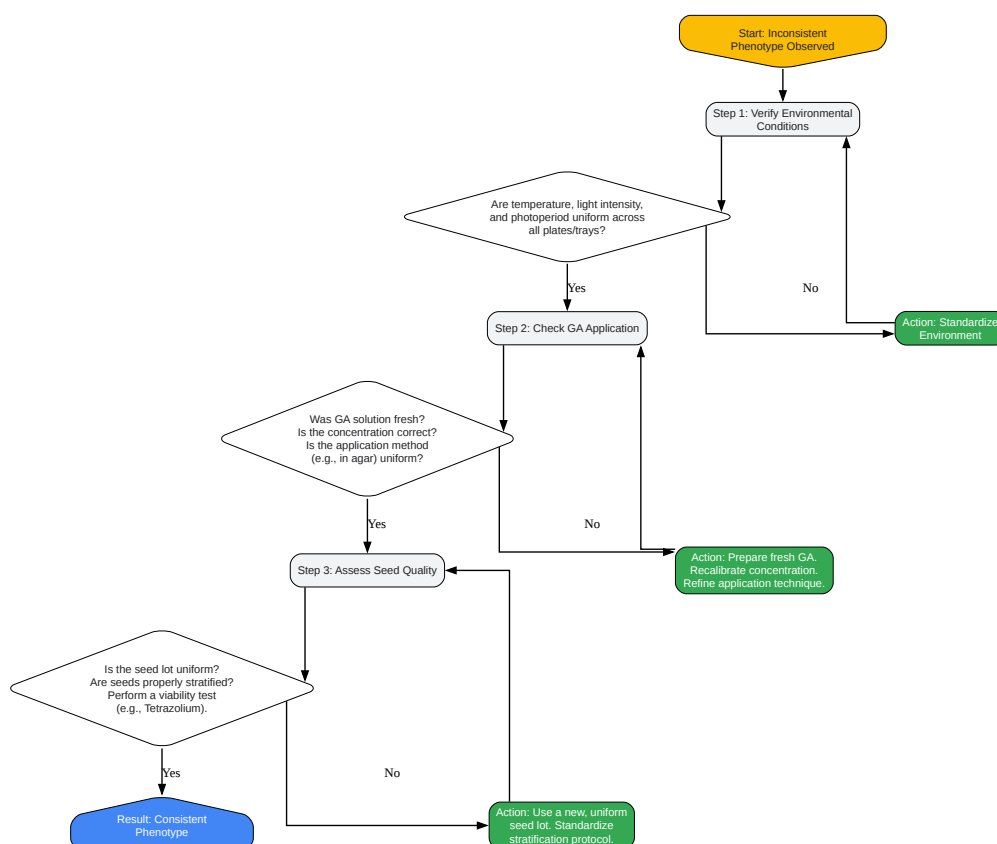 Start: Inconsistent
Phenotype Observed
Step 1: Verify Environmental
Conditions
Are temperature, light intensity,
and photoperiod uniform across
all plates/trays?
Yes
No
Action: Standardize
Environment
Step 2: Check GA Application
Was GA solution fresh?
Is the concentration correct?
Is the application method
(e.g., in agar) uniform?
Yes
No
Action: Prepare fresh GA.
Recalibrate concentration.
Refine application technique.
Step 3: Assess Seed Quality
Is the seed lot uniform?
Are seeds properly stratified?
Perform a viability test
(e.g., Tetrazolium).
Yes
No
Action: Use a new, uniform
seed lot. Standardize
stratification protocol.
Result: Consistent
Phenotype